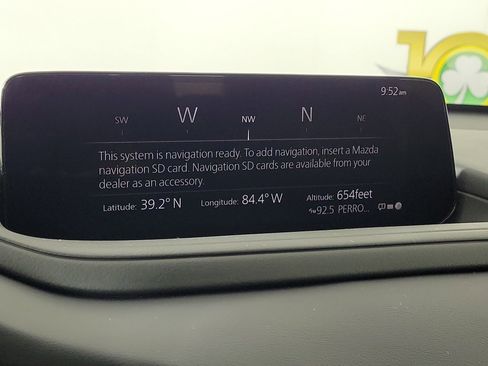 9:52am
SW W NW N NE
This system is navigation ready. To add navigation, insert a Mazda
navigation SD card. Navigation SD cards are available from your
dealer as an accessory.
Latitude: 39.2° N Longitude: 84.4° W Altitude: 654feet
92.5 PERRO...
10